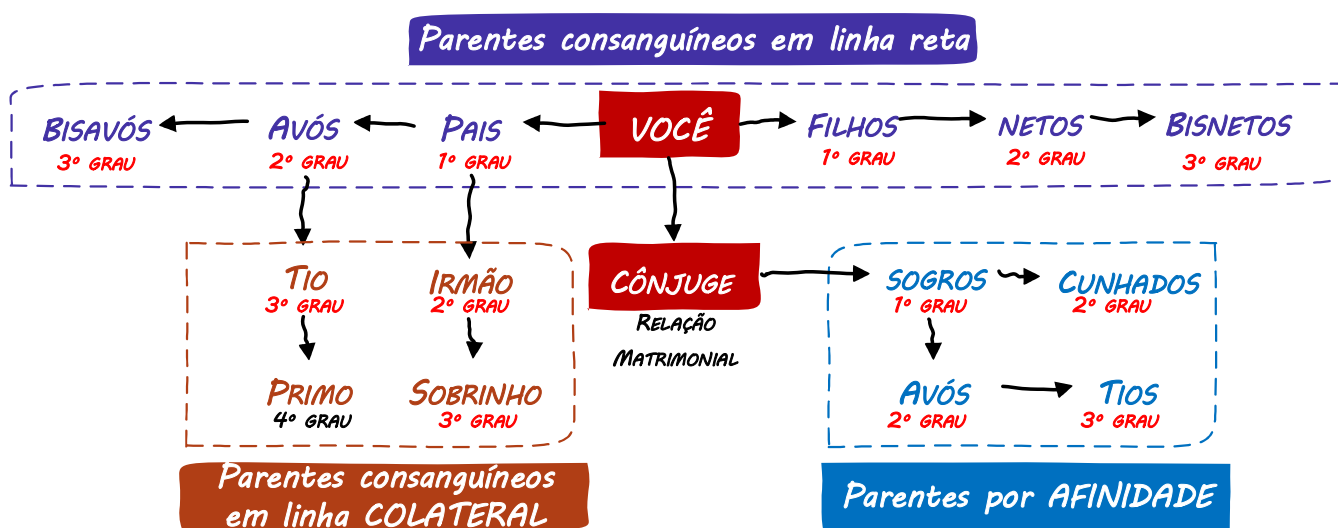 Parentes consanguíneos em linha reta
BISAVÓS
3º GRAU
AVÓS
2º GRAU
PAIS
1º GRAU
VOCÊ
FILHOS
1º GRAU
NETOS
2º GRAU
BISNETOS
3º GRAU
TIO
3º GRAU
IRMÃO
2º GRAU
PRIMO
4º GRAU
SOBRINHO
3º GRAU
Parentes consanguíneos
em linha COLATERAL
CÔNJUGE
RELAÇÃO
MATRIMONIAL
SOGROS
1º GRAU
CUNHADOS
2º GRAU
AVÓS
2º GRAU
TIOS
3º GRAU
Parentes por AFINIDADE